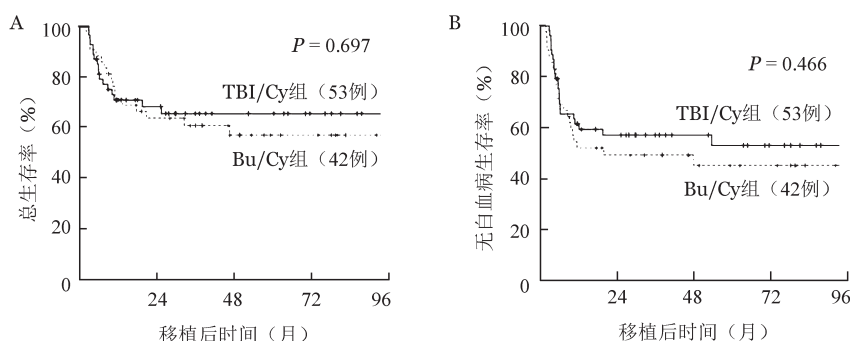 A
P = 0.697
TBI/Cy组（53例）
Bu/Cy组（42例）
总生存率（%）
100
80
60
40
20
0
24
48
72
96
移植后时间（月）
B
P = 0.466
TBI/Cy组（53例）
Bu/Cy组（42例）
无白血病生存率（%）
100
80
60
40
20
0
24
48
72
96
移植后时间（月）